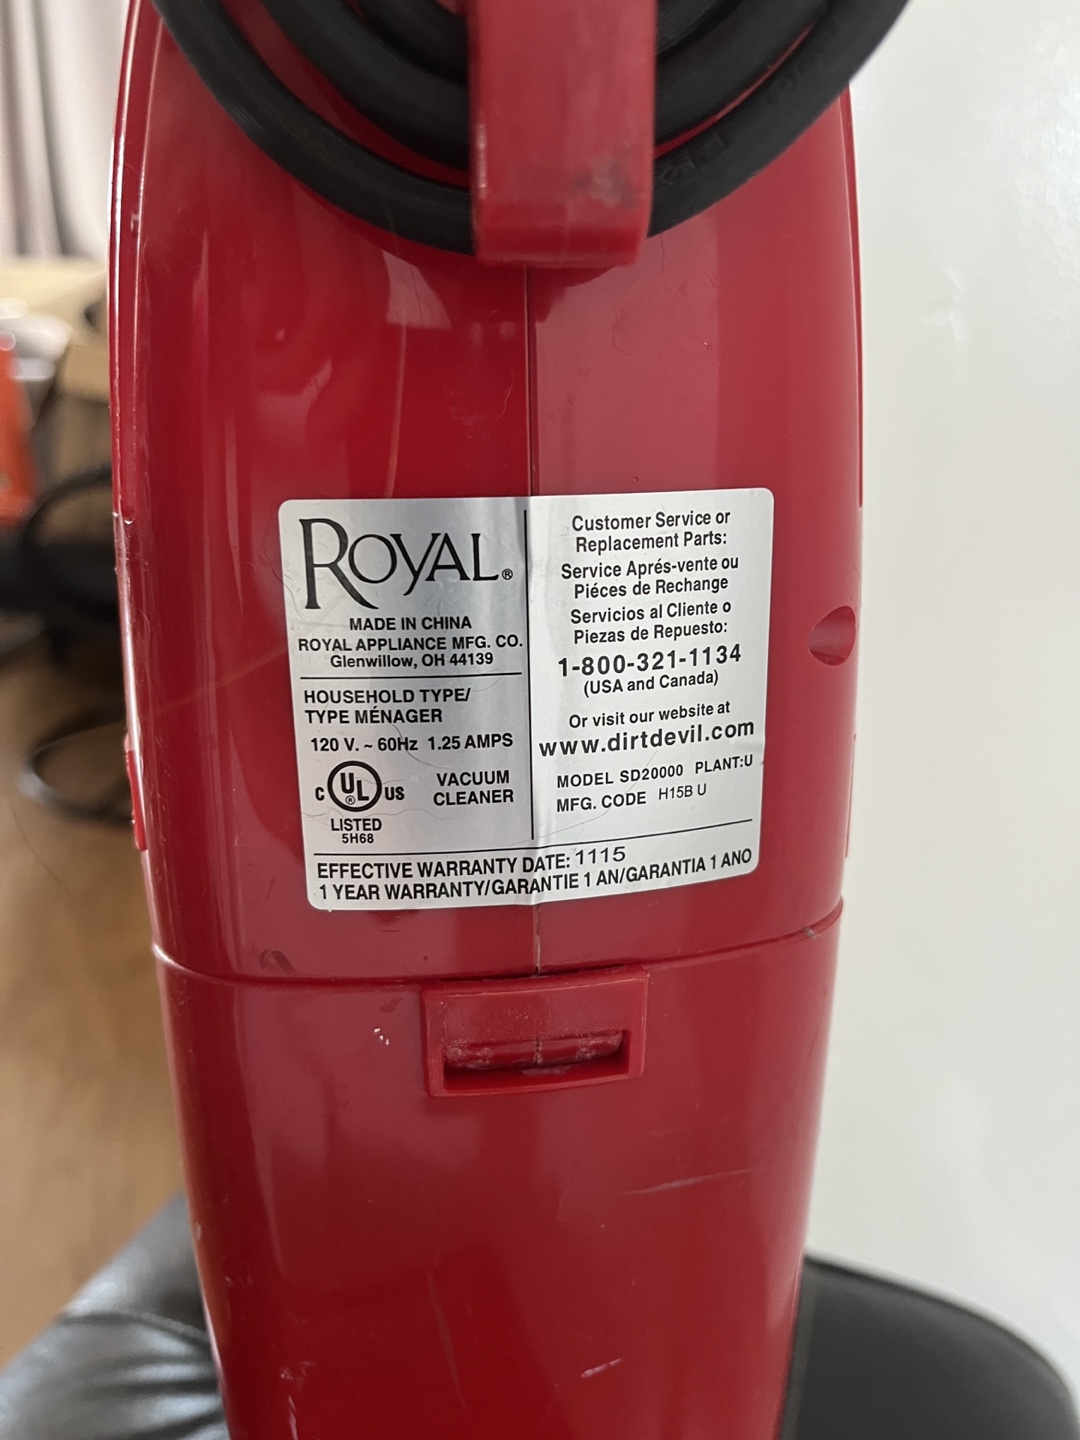 ROYAL®
MADE IN CHINA
ROYAL APPLIANCE MFG. CO.
Glenwillow, OH 44139
HOUSEHOLD TYPE/
TYPE MÉNAGER
120 V. ~ 60Hz 1.25 AMPS
C UL® US
LISTED
5H68
VACUUM
CLEANER
Customer Service or
Replacement Parts:
Service Aprés-vente ou
Piéces de Rechange
Servicios al Cliente o
Piezas de Repuesto:
1-800-321-1134
(USA and Canada)
Or visit our website at
www.dirtdevil.com
MODEL SD20000 PLANT:U
MFG. CODE H15B U
EFFECTIVE WARRANTY DATE: 1115
1 YEAR WARRANTY/GARANTIE 1 AN/GARANTIA 1 ANO